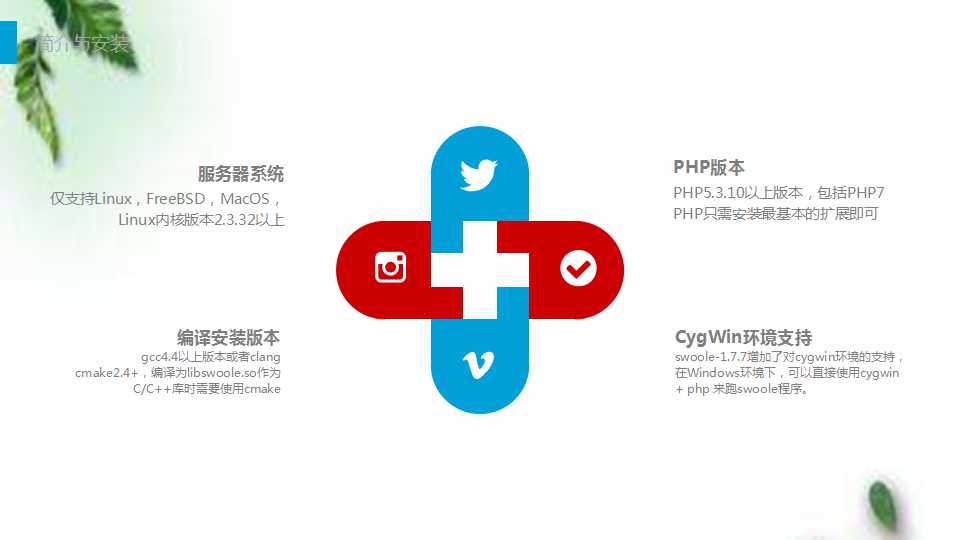 简介与安装
服务器系统
仅支持Linux，FreeBSD，MacOS，
Linux内核版本2.3.32以上
PHP版本
PHP5.3.10以上版本，包括PHP7
PHP只需安装最基本的扩展即可
编译安装版本
gcc4.4以上版本或者clang
cmake2.4+，编译为libswoole.so作为
C/C++库时需要使用cmake
CygWin环境支持
swoole-1.7.7增加了对cygwin环境的支持，
在Windows环境下，可以直接使用cygwin
+ php 来跑swoole程序。